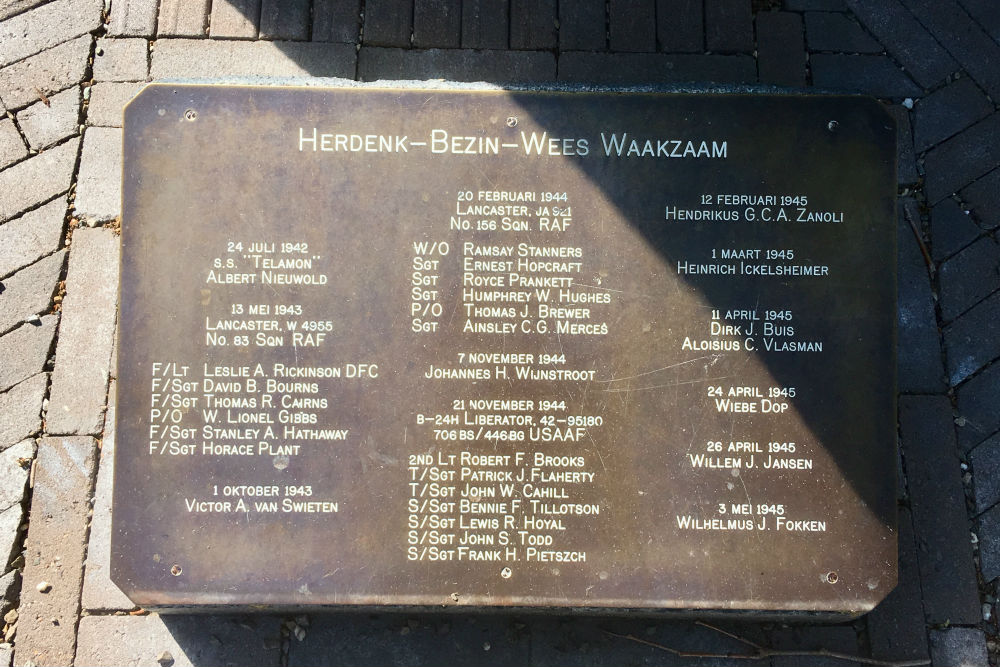 HERDENK-BEZIN-WEES WAAKZAAM
24 JULI 1942
S.S. "TELAMON"
ALBERT NIEUWOLD
13 MEI 1943
LANCASTER, W 4955
NO. 83 SQN RAF
F/LT LESLIE A. RICKINSON DFC
F/SGT DAVID B. BOURNS
F/SGT THOMAS R. CAIRNS
P/O W. LIONEL GIBBS
F/SGT STANLEY A. HATHAWAY
F/SGT HORACE PLANT
1 OKTOBER 1943
VICTOR A. VAN SWIETEN
20 FEBRUARI 1944
LANCASTER, JA 921
NO. 156 SQN. RAF
W/O RAMSAY STANNERS
SGT ERNEST HOPCRAFT
SGT ROYCE PRANKETT
SGT HUMPHREY W. HUGHES
P/O THOMAS J. BREWER
SGT AINSLEY C.G. MERCES
7 NOVEMBER 1944
JOHANNES H. WIJNSTROOT
21 NOVEMBER 1944
B-24H LIBERATOR, 42-95180
706BS/446BG USAAF
2ND LT ROBERT F. BROOKS
T/SGT PATRICK J. FLAHERTY
T/SGT JOHN W. CAHILL
S/SGT BENNIE F. TILLOTSON
S/SGT LEWIS R. HOYAL
S/SGT JOHN S. TODD
S/SGT FRANK H. PIETSZCH
12 FEBRUARI 1945
HENDRIKUS G.C.A. ZANOLI
1 MAART 1945
HEINRICH ICKELSHEIMER
11 APRIL 1945
DIRK J. BUIS
ALOISIUS C. VLASMAN
24 APRIL 1945
WIEBE DOP
26 APRIL 1945
WILLEM J. JANSEN
3 MEI 1945
WILHELMUS J. FOKKEN